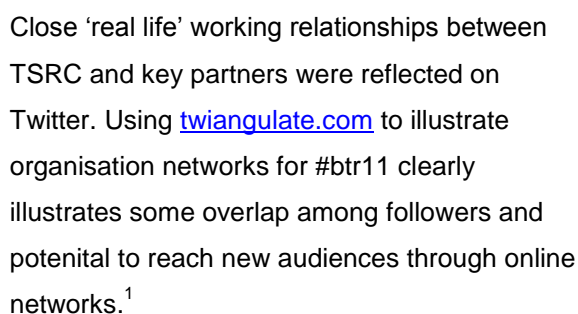 Close ‘real life’ working relationships between
TSRC and key partners were reflected on
Twitter. Using twiangulate.com to illustrate
organisation networks for #btr11 clearly
illustrates some overlap among followers and
potenital to reach new audiences through online
networks.1